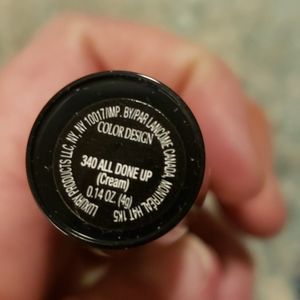 LUXURY PRODUCTS LLC, NY, NY 10017/IMP. BY/PAR LANCÔME CANADA, MONTRÉAL, H4T 1K5
COLOR DESIGN
340 ALL DONE UP
(Cream)
0.14 OZ (4g)